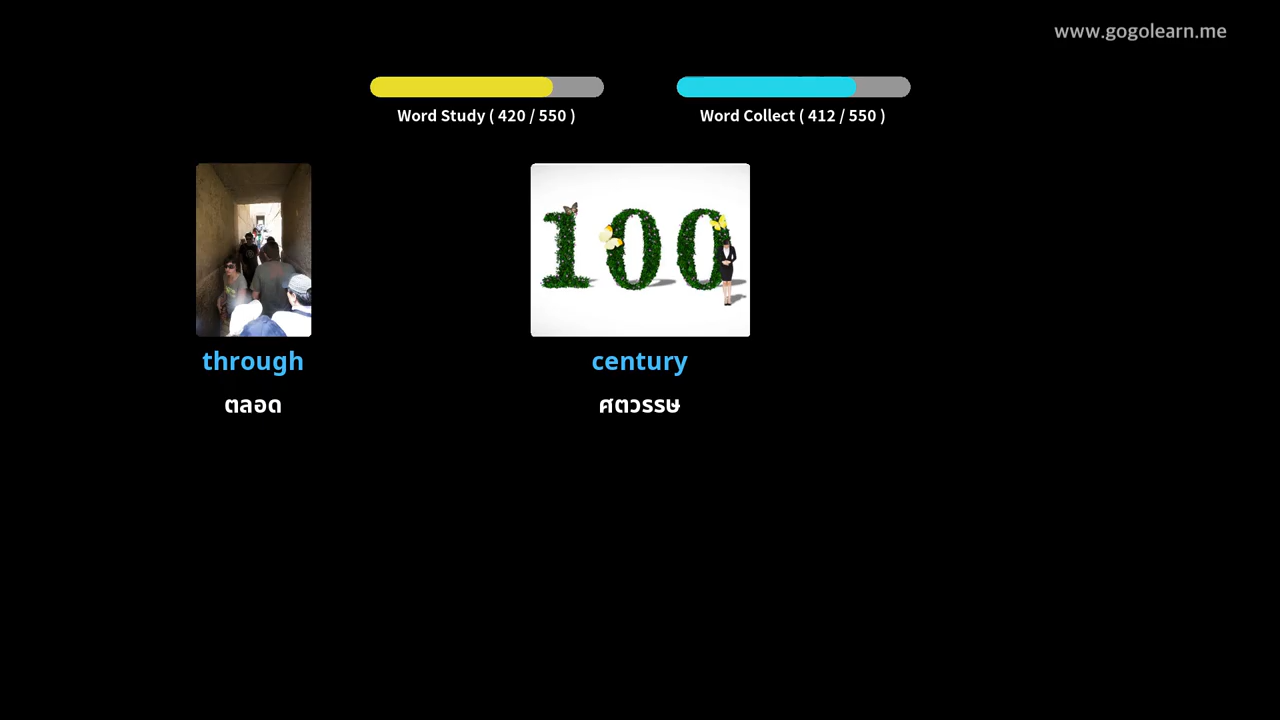 www.gogolearn.me
Word Study ( 420 / 550 )
Word Collect ( 412 / 550 )
100
through
century
ตลอด
ศตวรรษ